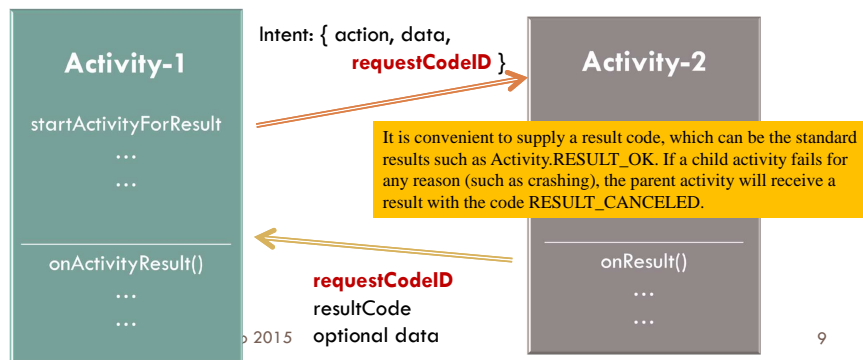 Intent: { action, data,
requestCodeID }
Activity-1
startActivityForResult
…
…
onActivityResult()
…
…
Activity-2
It is convenient to supply a result code, which can be the standard
results such as Activity.RESULT_OK. If a child activity fails for
any reason (such as crashing), the parent activity will receive a
result with the code RESULT_CANCELED.
onResult()
…
…
requestCodeID
resultCode
optional data
2015
9